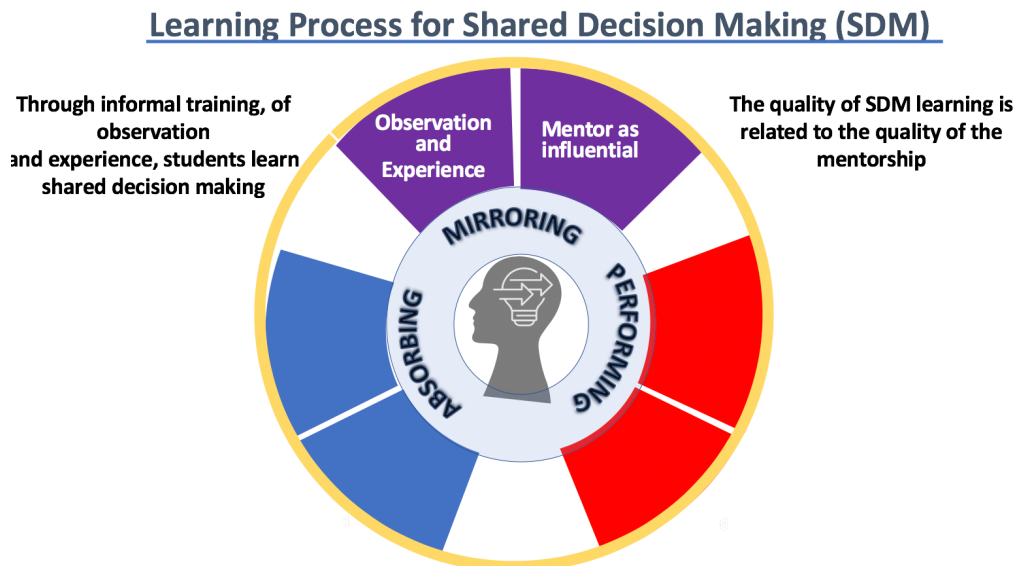 Learning Process for Shared Decision Making (SDM)
Through informal training, of
observation
and experience, students learn
shared decision making
Observation
and
Experience
Mentor as
influential
The quality of SDM learning is
related to the quality of the
mentorship
MIRRORING
ABSORBING
PERFORMING